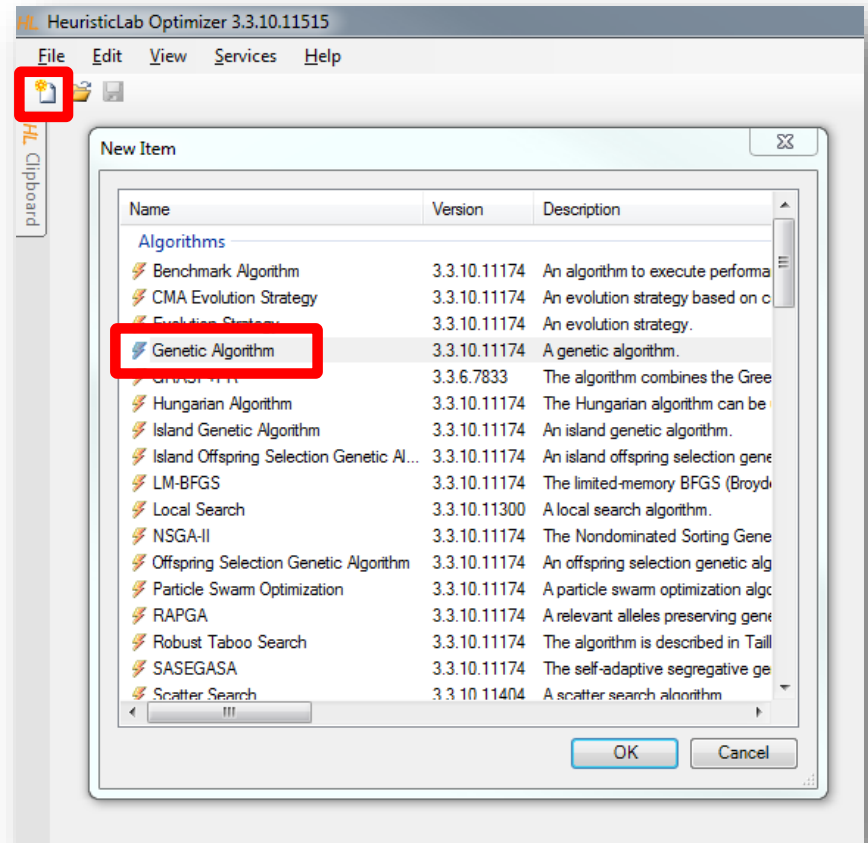 HL HeuristicLab Optimizer 3.3.10.11515
File Edit View Services Help
HL Clipboard
New Item
Name Version Description
Algorithms
Benchmark Algorithm 3.3.10.11174 An algorithm to execute performa
CMA Evolution Strategy 3.3.10.11174 An evolution strategy based on c
Evolution Strategy 3.3.10.11174 An evolution strategy.
Genetic Algorithm 3.3.10.11174 A genetic algorithm.
GRASP+PR 3.3.6.7833 The algorithm combines the Gree
Hungarian Algorithm 3.3.10.11174 The Hungarian algorithm can be
Island Genetic Algorithm 3.3.10.11174 An island genetic algorithm.
Island Offspring Selection Genetic Al... 3.3.10.11174 An island offspring selection gene
LM-BFGS 3.3.10.11174 The limited-memory BFGS (Broyd
Local Search 3.3.10.11300 A local search algorithm.
NSGA-II 3.3.10.11174 The Nondominated Sorting Gene
Offspring Selection Genetic Algorithm 3.3.10.11174 An offspring selection genetic alg
Particle Swarm Optimization 3.3.10.11174 A particle swarm optimization algo
RAPGA 3.3.10.11174 A relevant alleles preserving gene
Robust Taboo Search 3.3.10.11174 The algorithm is described in Taill
SASEGASA 3.3.10.11174 The self-adaptive segregative ge
Scatter Search 3.3.10.11404 A scatter search algorithm
OK Cancel